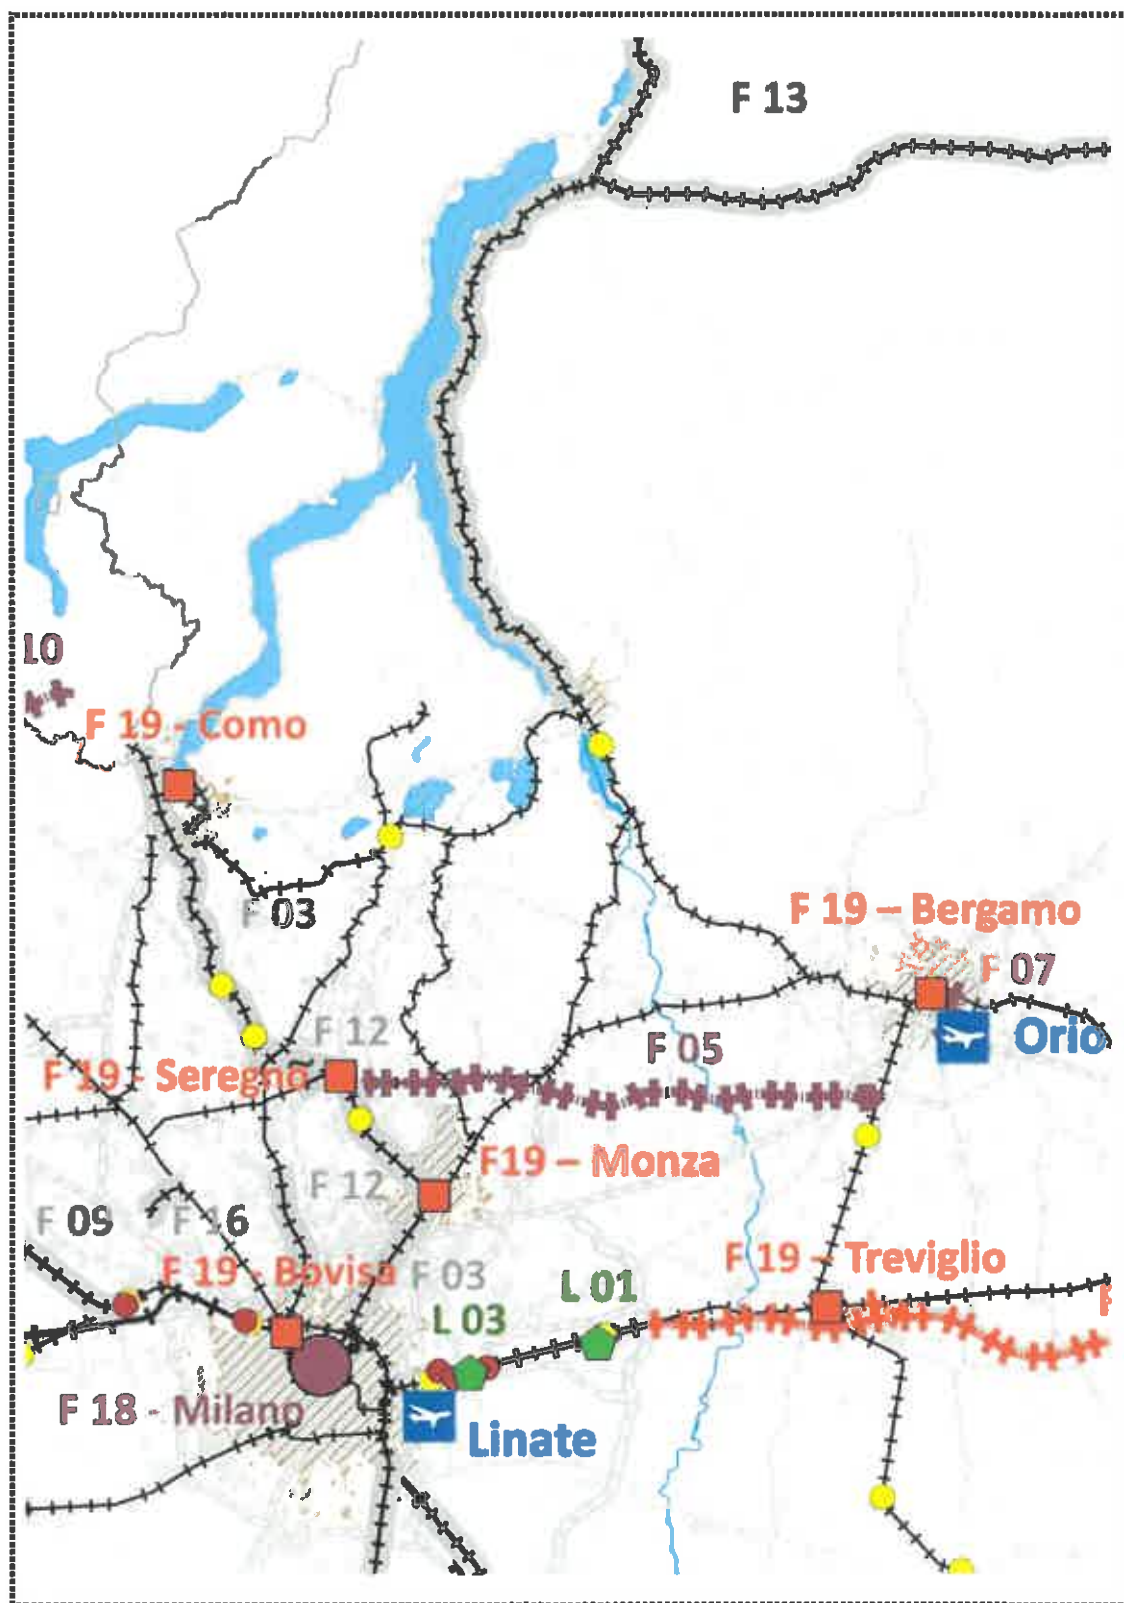 F 13
10
F 19 - Como
F 03
F 19 – Bergamo
F 07
F 12
Orio
F 05
F 19 - Seregno
F19 – Monza
F 12
F 09
F 16
F 19 - Bovisa
F 03
F 19 – Treviglio
L 01
L 03
F 18 - Milano
Linate